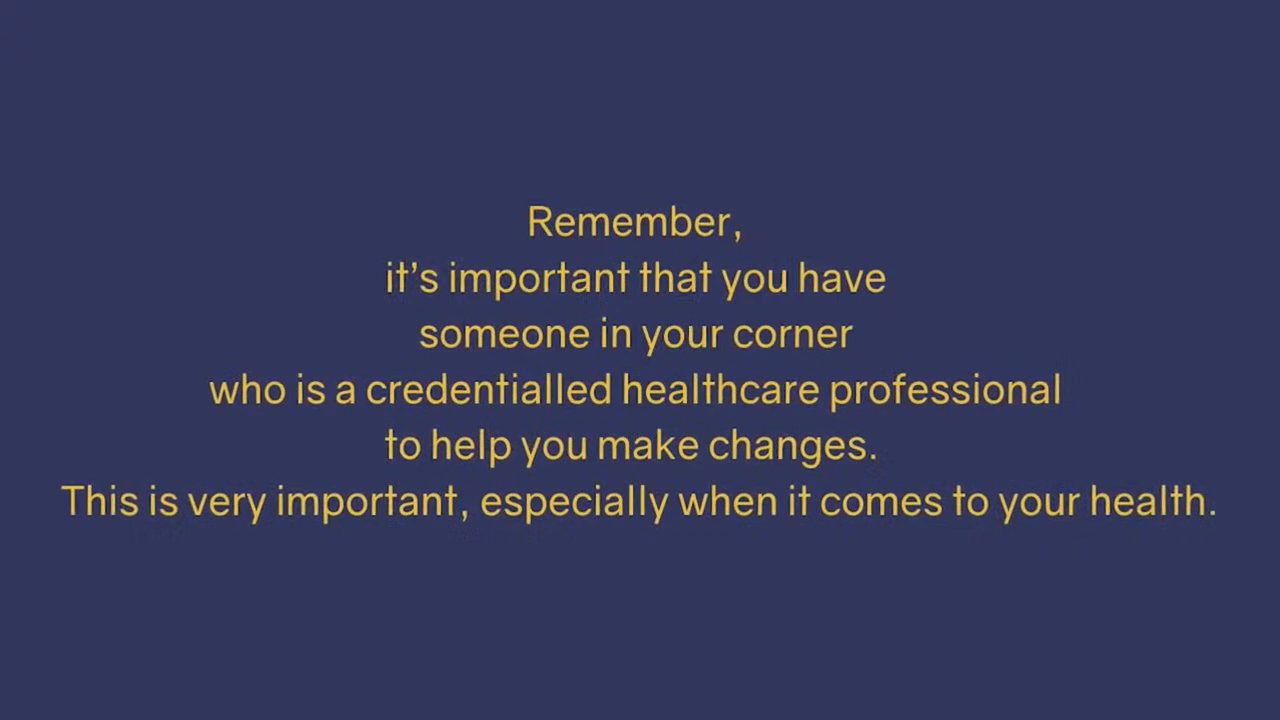 Remember,
it’s important that you have
someone in your corner
who is a credentialled healthcare professional
to help you make changes.
This is very important, especially when it comes to your health.